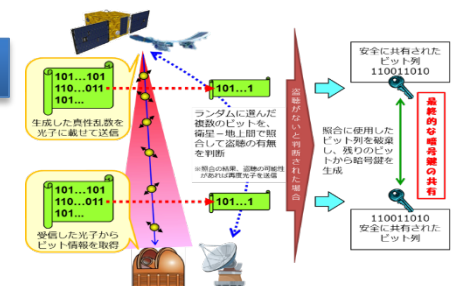 101...101
110...011
101...
生成した真性乱数を
光子に載せて送信
101...1
ランダムに選んだ
複数のビットを、
衛星－地上間で照
合して盗聴の有無
を判断
※照合の結果、盗聴の可能性
があれば再度光子を送信
101...101
110...011
101...
受信した光子から
ビット情報を取得
101...1
盗聴がないと判断された場合
安全に共有された
ビット列
110011010
照合に使用した
ビット列を破棄
し、残りのビッ
トから暗号鍵を
生成
最終的な暗号鍵の共有
110011010
安全に共有された
ビット列